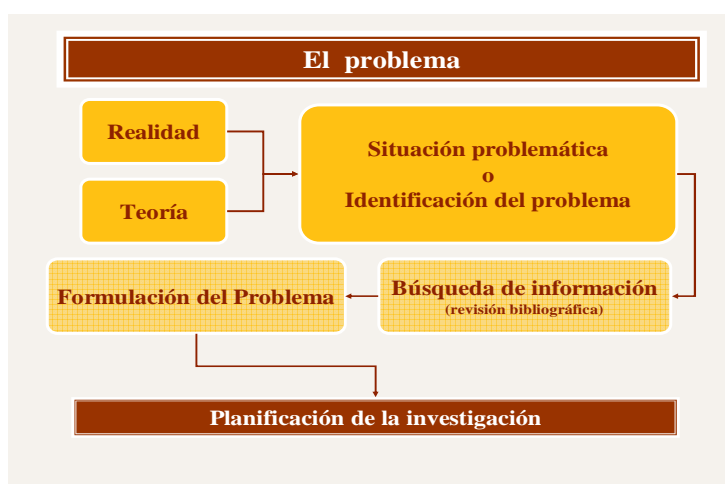 El problema
Realidad
Teoría
Situación problemática
o
Identificación del problema
Formulación del Problema
Búsqueda de información
(revisión bibliográfica)
Planificación de la investigación